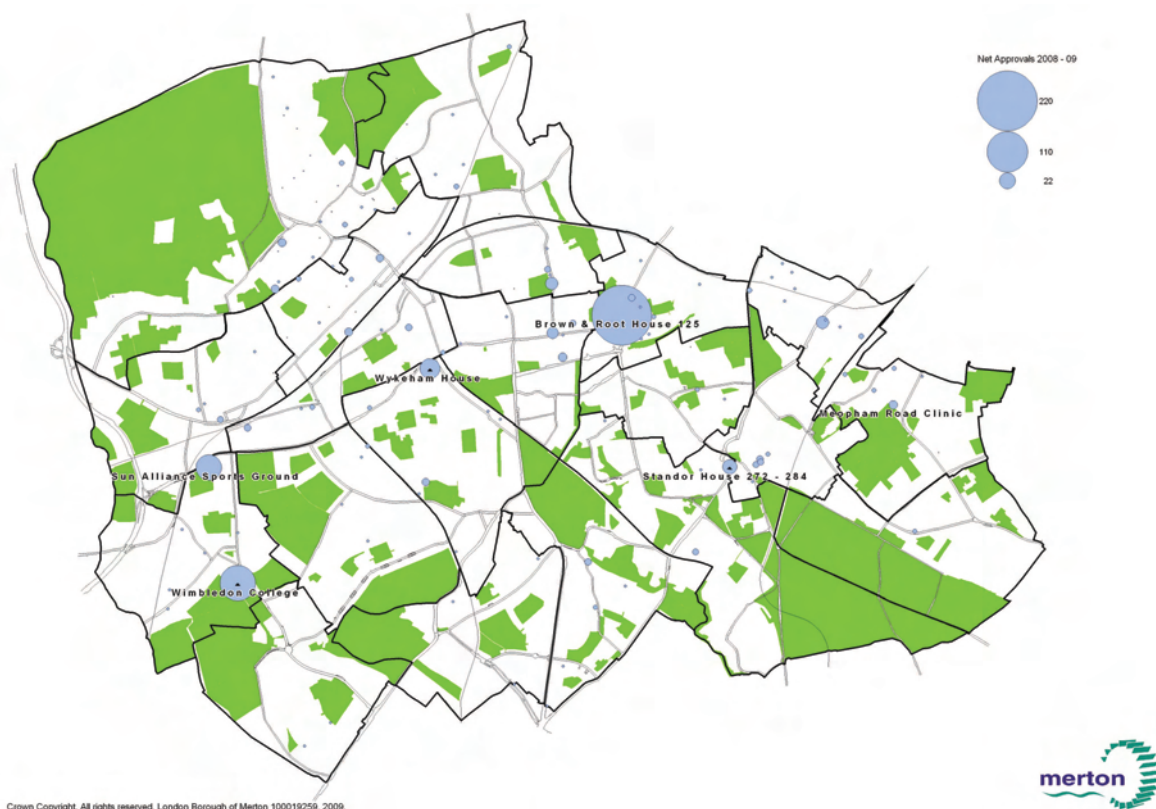 Net Approvals 2008 - 09
220
110
22
Brown & Root House 125
Wykeham House
Meopham Road Clinic
Sun Alliance Sports Ground
Standor House 272 - 284
Wimbledon College
merton
Crown Copyright. All rights reserved. London Borough of Merton 100019259. 2009.